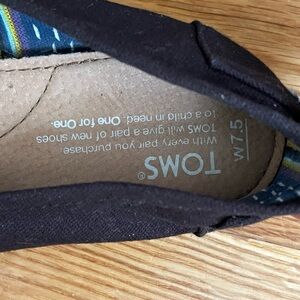 W7.5
TOMS®
With every pair you purchase
TOMS will give a pair of new shoes
to a child in need. One for One.